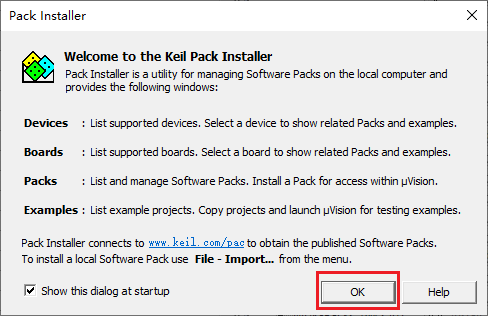 Pack Installer
Welcome to the Keil Pack Installer
Pack Installer is a utility for managing Software Packs on the local computer and
provides the following windows:
Devices : List supported devices. Select a device to show related Packs and examples.
Boards : List supported boards. Select a board to show related Packs and examples.
Packs : List and manage Software Packs. Install a Pack for access within µVision.
Examples : List example projects. Copy projects and launch µVision for testing examples.
Pack Installer connects to www.keil.com/pac to obtain the published Software Packs.
To install a local Software Pack use File - Import... from the menu.
Show this dialog at startup
OK
Help